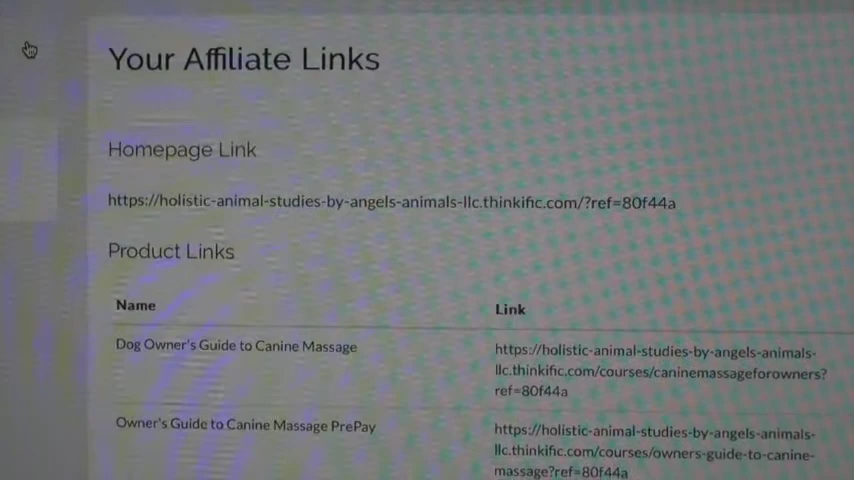 Your Affiliate Links
Homepage Link
https://holistic-animal-studies-by-angels-animals-llc.thinkific.com/?ref=80f44a
Product Links
Name
Link
Dog Owner's Guide to Canine Massage
https://holistic-animal-studies-by-angels-animals-
llc.thinkific.com/courses/caninemassageforowners?
ref=80f44a
Owner's Guide to Canine Massage PrePay
https://holistic-animal-studies-by-angels-animals-
llc.thinkific.com/courses/owners-guide-to-canine-
massage?ref=80f44a